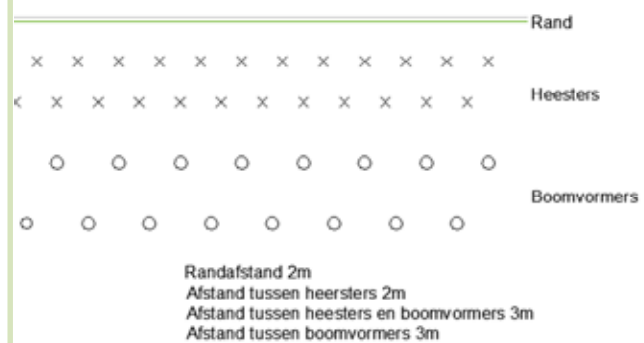 Rand
Heesters
Boomvormers
Randafstand 2m
Afstand tussen heersters 2m
Afstand tussen heesters en boomvormers 3m
Afstand tussen boomvormers 3m